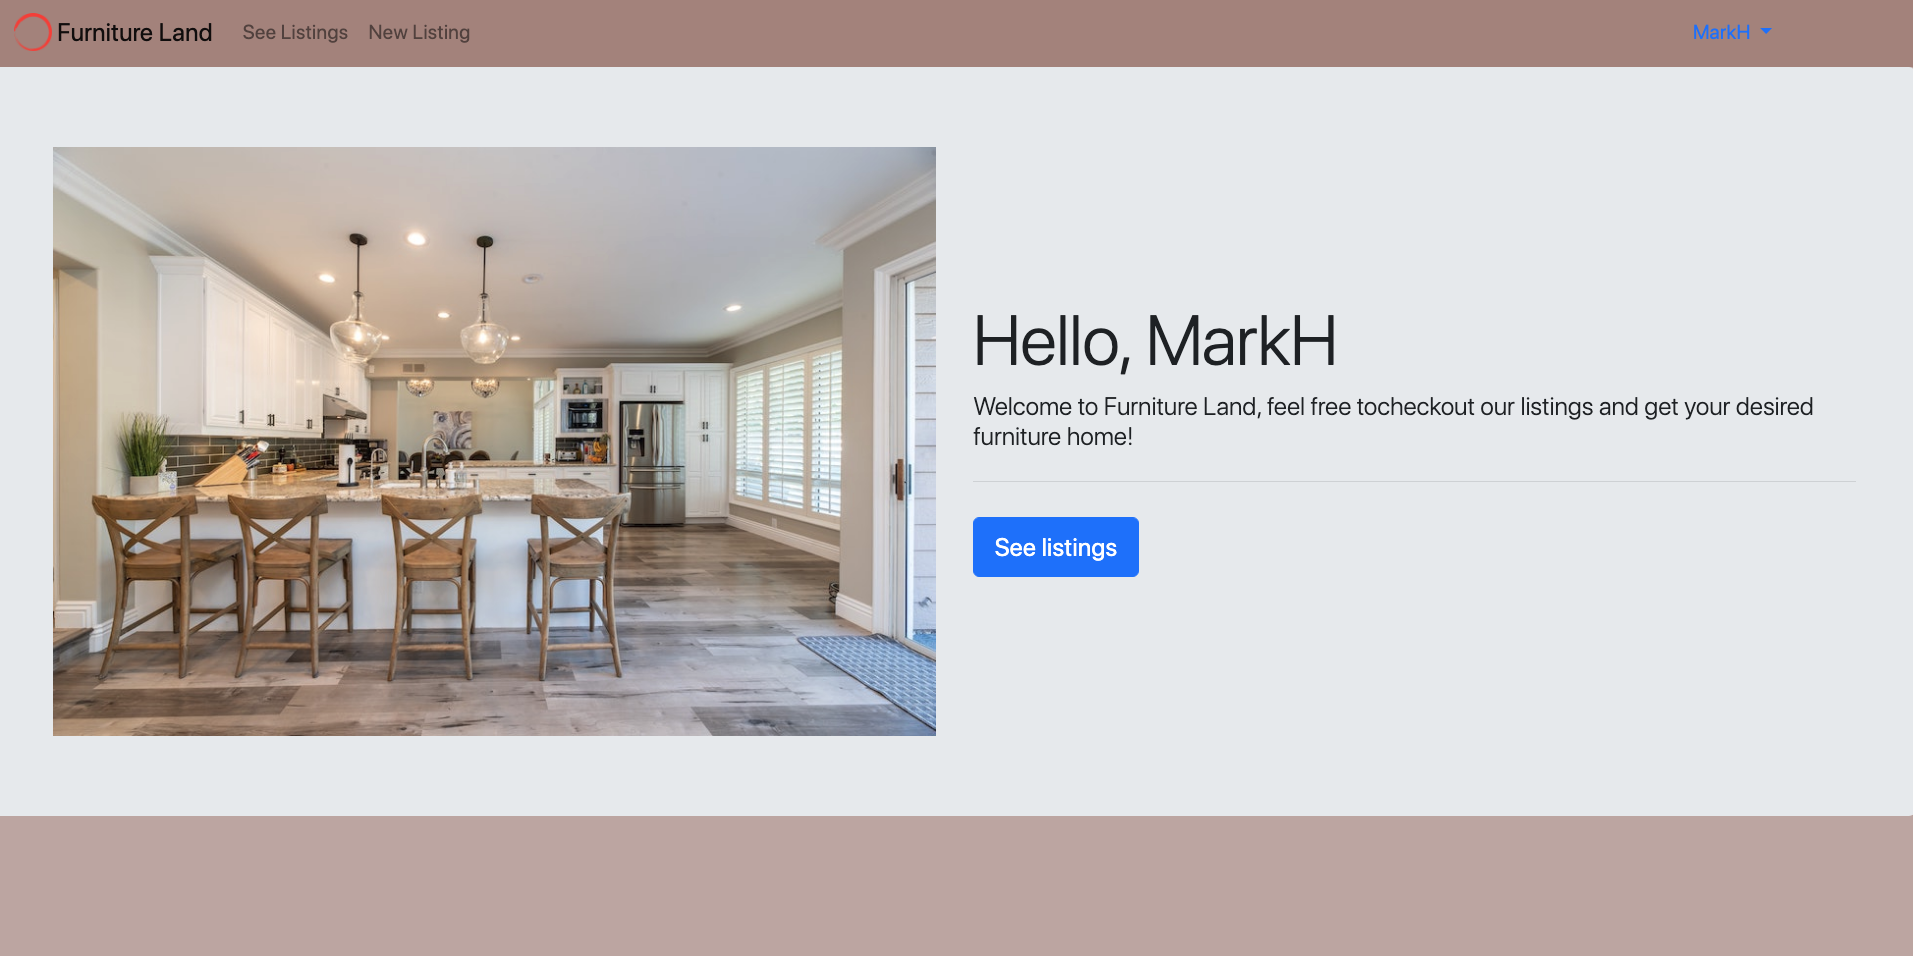 Furniture Land See Listings New Listing MarkH
Hello, MarkH
Welcome to Furniture Land, feel free tocheckout our listings and get your desired
furniture home!
See listings